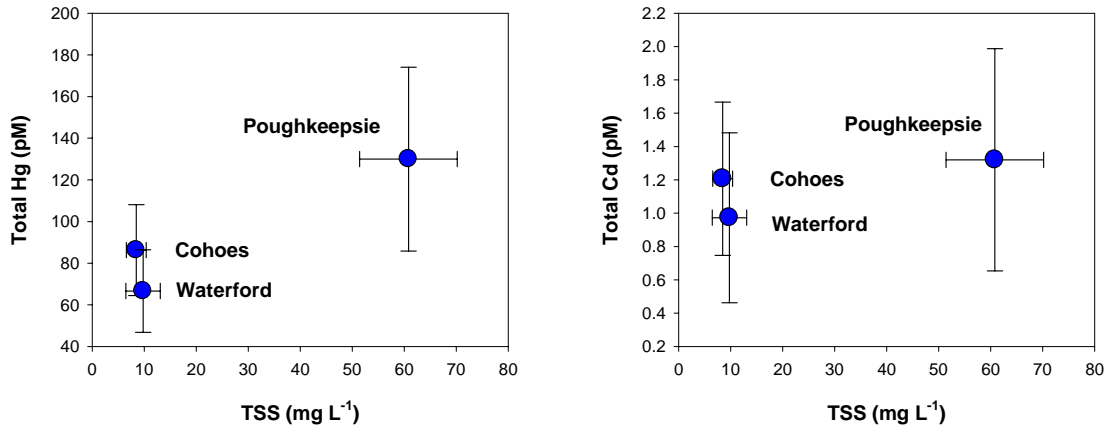 200
180
160
140
120
100
80
60
40
Total Hg (pM)
Poughkeepsie
Cohoes
Waterford
0 10 20 30 40 50 60 70 80
TSS (mg L⁻¹)
2.2
2.0
1.8
1.6
1.4
1.2
1.0
0.8
0.6
0.4
0.2
Total Cd (pM)
Poughkeepsie
Cohoes
Waterford
0 10 20 30 40 50 60 70 80
TSS (mg L⁻¹)